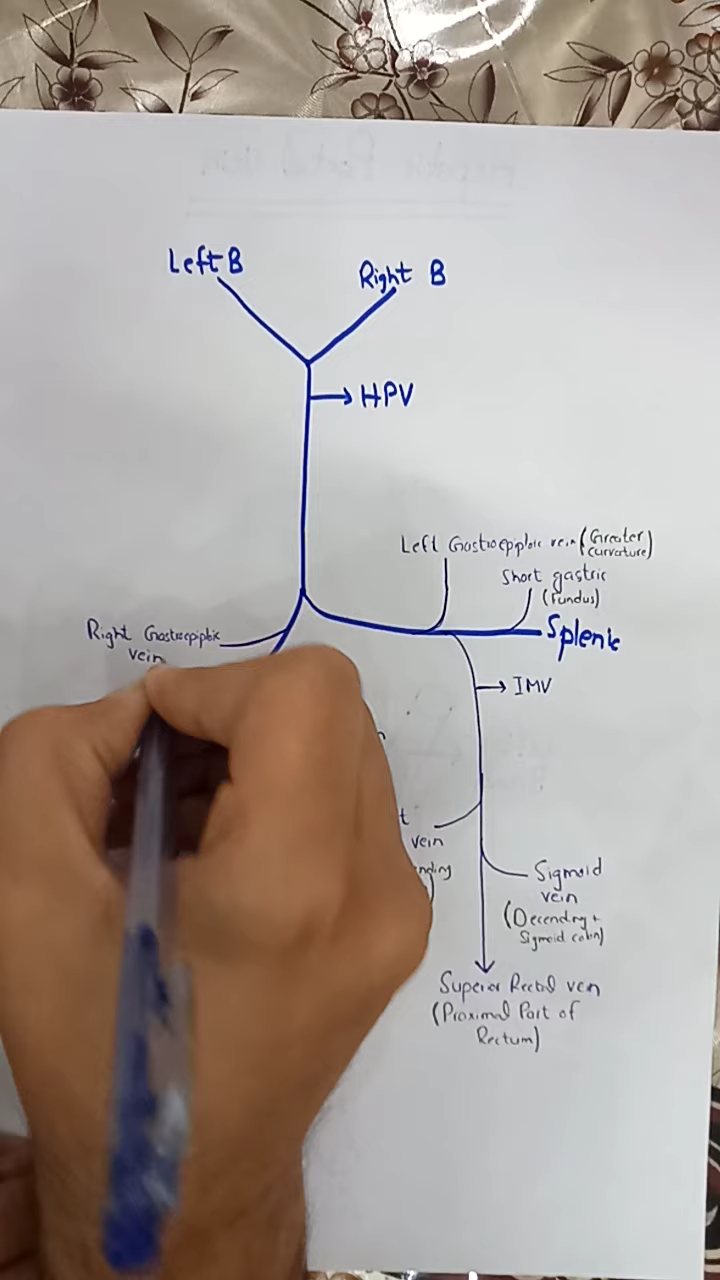 Left B
Right B
HPV
Left Gastroepiploic vein (Greater
curvature)
Short gastric
(Fundus)
Splenic
Right Gastroepiploic
vein
IMV
vein
Sigmoid
vein
(Decending +
Sigmoid colon)
Superior Rectal vein
(Proximal Part of
Rectum)